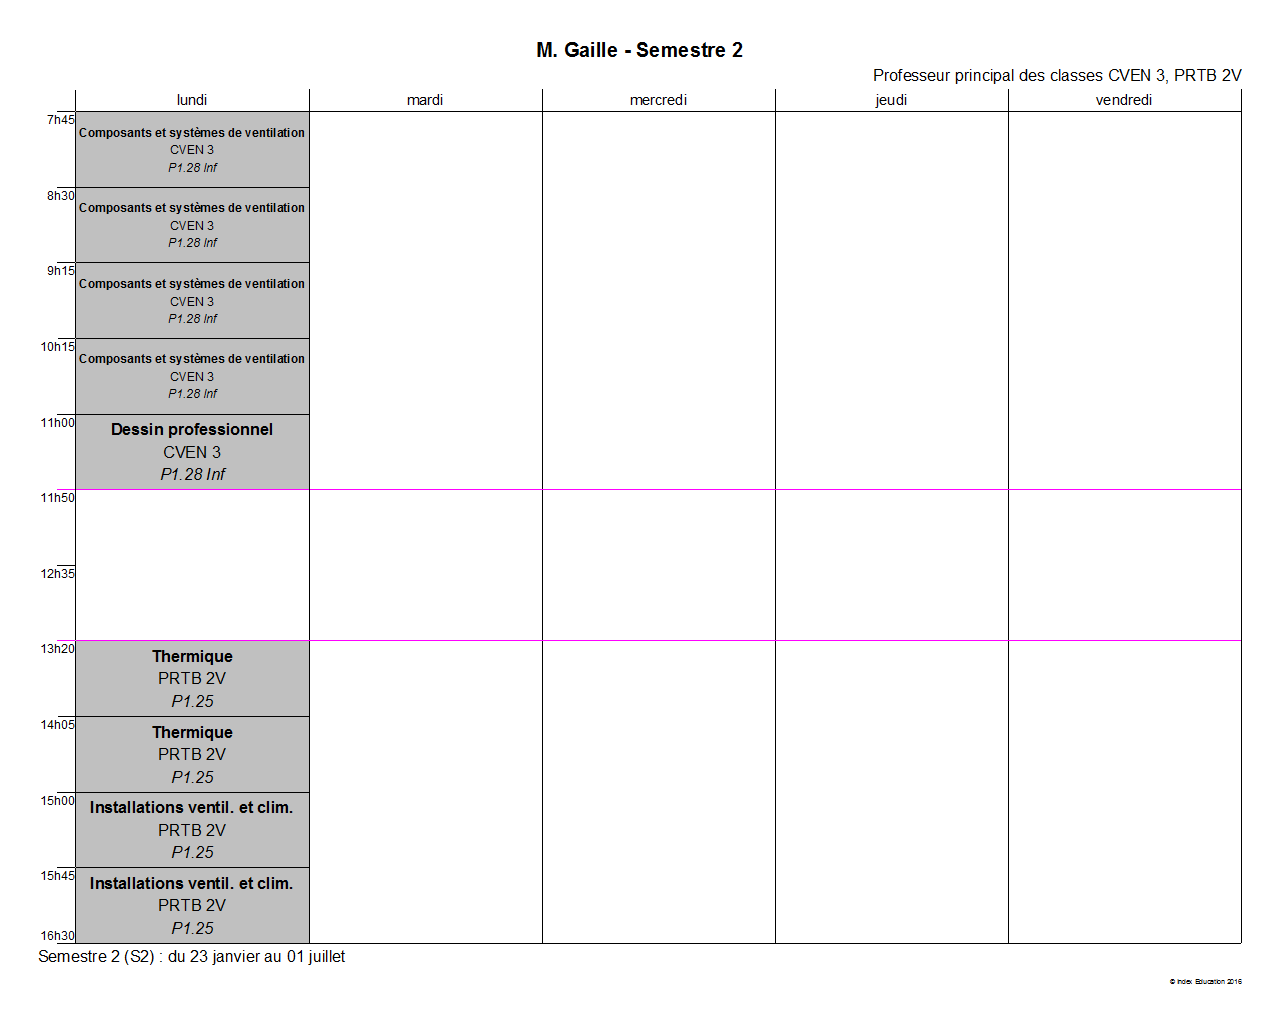 M. Gaille - Semestre 2
Professeur principal des classes CVEN 3, PRTB 2V
lundi mardi mercredi jeudi vendredi
7h45
Composants et systèmes de ventilation
CVEN 3
P1.28 Inf
8h30
Composants et systèmes de ventilation
CVEN 3
P1.28 Inf
9h15
Composants et systèmes de ventilation
CVEN 3
P1.28 Inf
10h15
Composants et systèmes de ventilation
CVEN 3
P1.28 Inf
11h00
Dessin professionnel
CVEN 3
P1.28 Inf
11h50
12h35
13h20
Thermique
PRTB 2V
P1.25
14h05
Thermique
PRTB 2V
P1.25
15h00
Installations ventil. et clim.
PRTB 2V
P1.25
15h45
Installations ventil. et clim.
PRTB 2V
P1.25
16h30
Semestre 2 (S2) : du 23 janvier au 01 juillet
© Index Education 2016